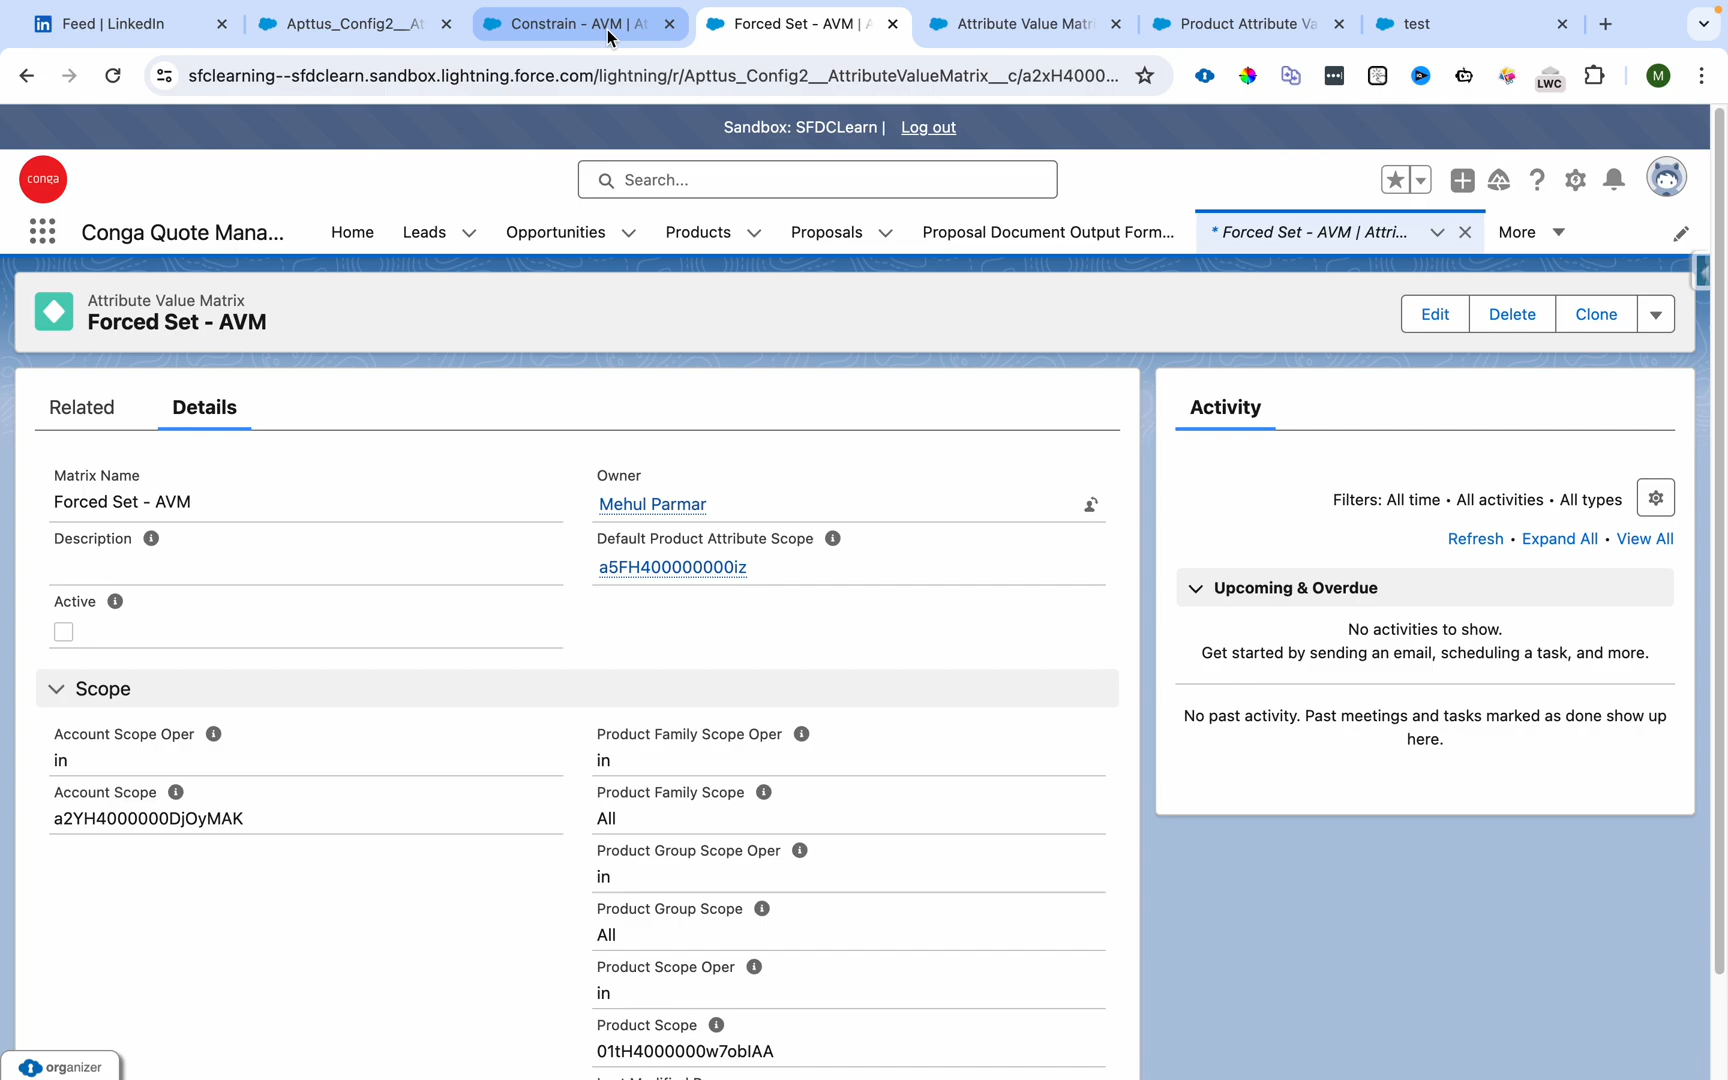 Feed | LinkedIn
Apttus_Config2__At
Constrain - AVM | At
Forced Set - AVM | A
Attribute Value Matri
Product Attribute Va
test
sfclearning--sfdclearn.sandbox.lightning.force.com/lightning/r/Apttus_Config2__AttributeValueMatrix__c/a2xH4000...
LWC
M
Sandbox: SFDCLearn | Log out
conga
Search...
Conga Quote Mana...
Home
Leads
Opportunities
Products
Proposals
Proposal Document Output Form...
* Forced Set - AVM | Attri...
More
Attribute Value Matrix
Forced Set - AVM
Edit
Delete
Clone
Related
Details
Activity
Matrix Name
Forced Set - AVM
Owner
Mehul Parmar
Description
Default Product Attribute Scope
a5FH400000000iz
Active
Filters: All time • All activities • All types
Refresh • Expand All • View All
Upcoming & Overdue
No activities to show.
Get started by sending an email, scheduling a task, and more.
No past activity. Past meetings and tasks marked as done show up
here.
Scope
Account Scope Oper
in
Product Family Scope Oper
in
Account Scope
a2YH4000000DjOyMAK
Product Family Scope
All
Product Group Scope Oper
in
Product Group Scope
All
Product Scope Oper
in
Product Scope
01tH4000000w7oblAA
organizer